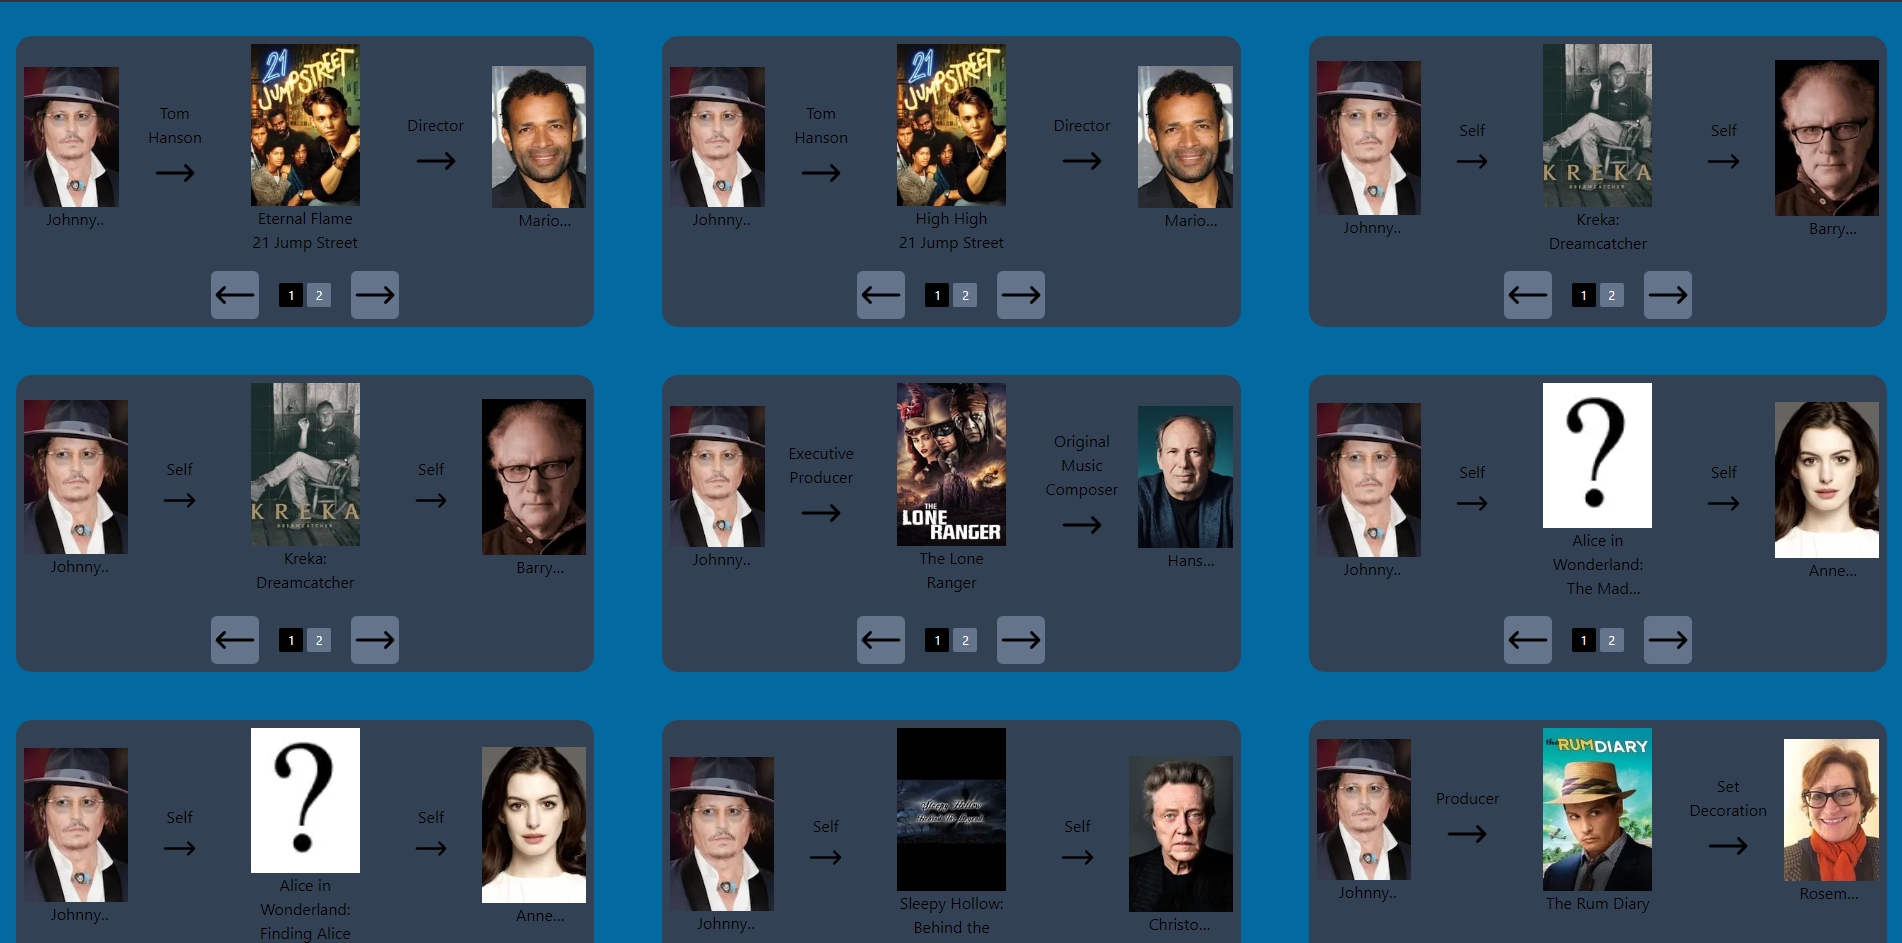 21
JUMP STREET
Tom
Hanson
Director
Johnny..
Eternal Flame
21 Jump Street
Mario...
1
2
21
JUMP STREET
Tom
Hanson
Director
Johnny..
High High
21 Jump Street
Mario...
1
2
Self
KREKA
DREAMCATCHER
Self
Johnny..
Kreka:
Dreamcatcher
Barry...
1
2
Self
KREKA
DREAMCATCHER
Self
Johnny..
Kreka:
Dreamcatcher
Barry...
1
2
Executive
Producer
THE
LONE
RANGER
Original
Music
Composer
Johnny..
The Lone
Ranger
Hans...
1
2
Self
?
Self
Johnny..
Alice in
Wonderland:
The Mad...
Anne...
1
2
Self
?
Self
Johnny..
Alice in
Wonderland:
Finding Alice
Anne...
Self
Sleepy Hollow
Behind the Legend
Self
Johnny..
Sleepy Hollow:
Behind the
Christo...
Producer
the RUM DIARY
Set
Decoration
Johnny..
The Rum Diary
Rosem...